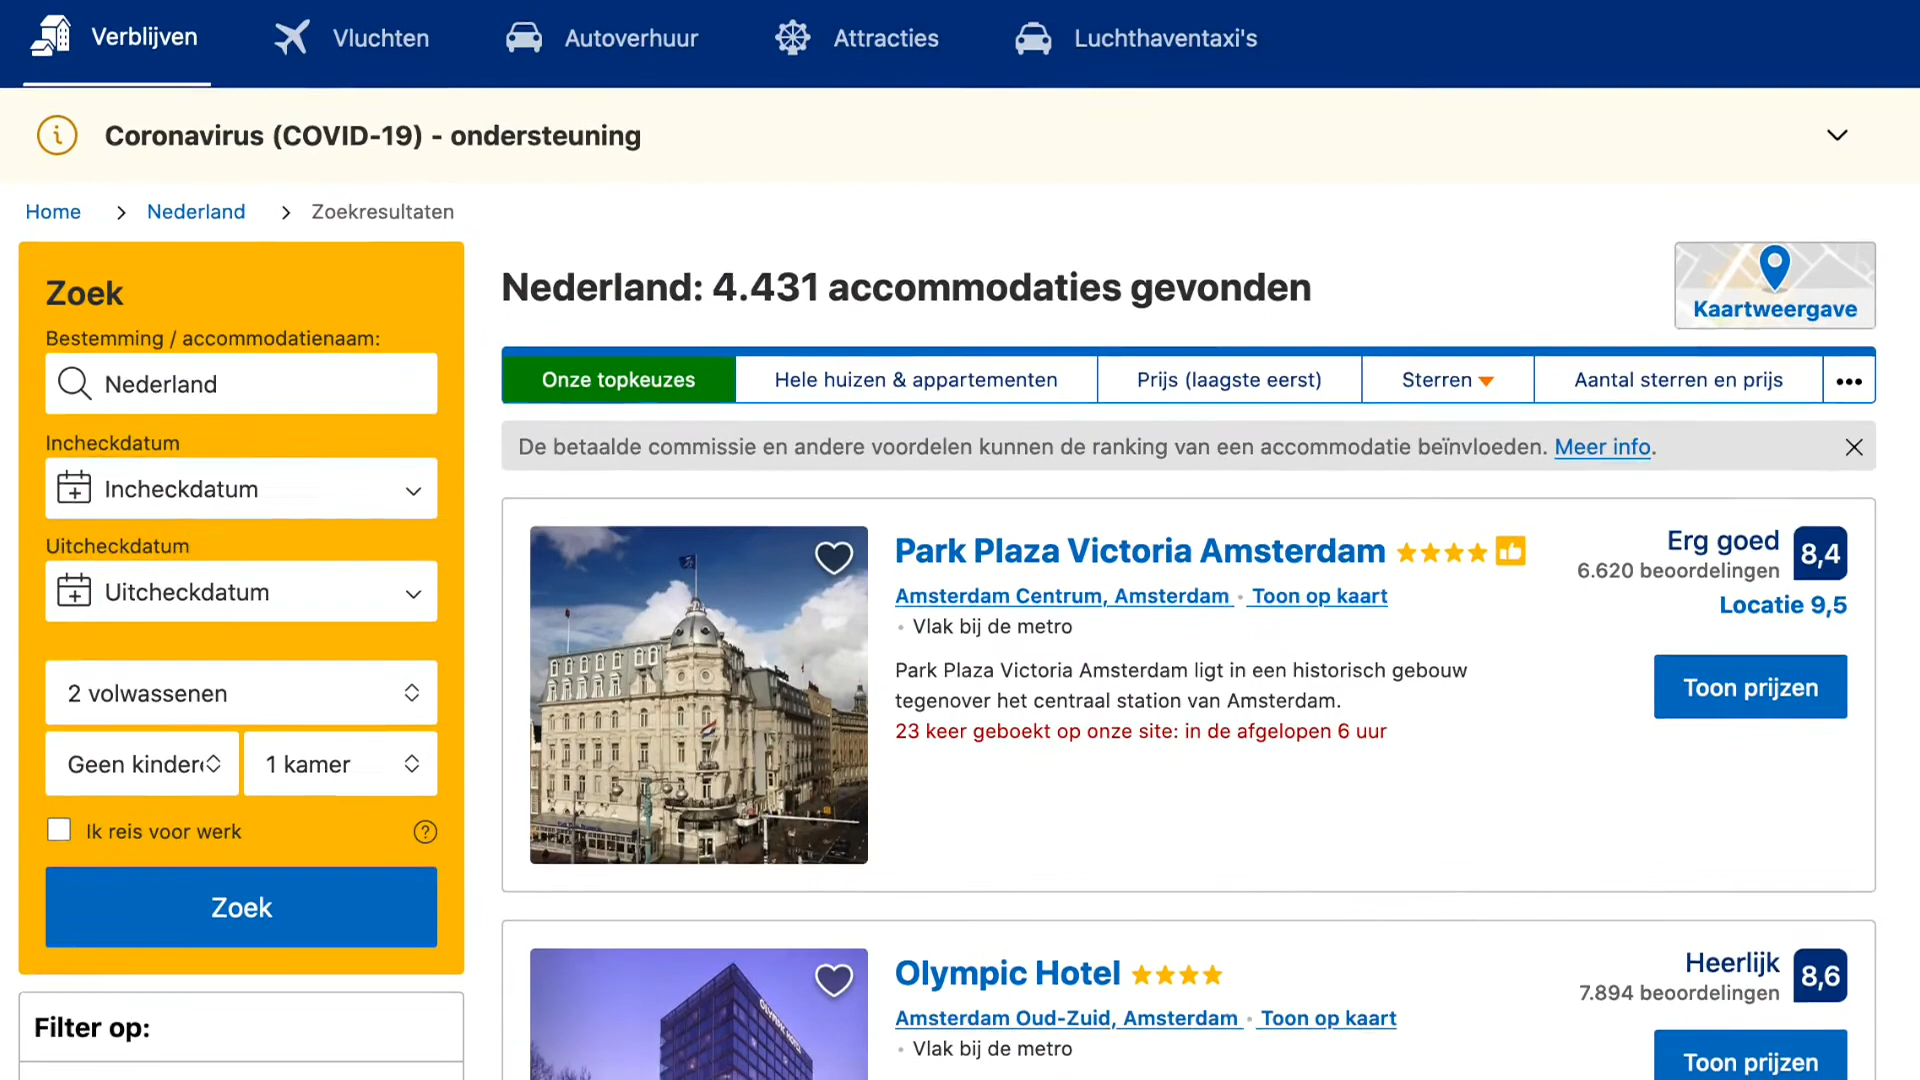 Verblijven
Vluchten
Autoverhuur
Attracties
Luchthaventaxi's
Coronavirus (COVID-19) - ondersteuning
Home
Nederland
Zoekresultaten
Zoek
Bestemming / accommodatienaam:
Nederland
Incheckdatum
Incheckdatum
Uitcheckdatum
Uitcheckdatum
2 volwassenen
Geen kindere
1 kamer
Ik reis voor werk
Zoek
Filter op:
Nederland: 4.431 accommodaties gevonden
Kaartweergave
Onze topkeuzes
Hele huizen & appartementen
Prijs (laagste eerst)
Sterren
Aantal sterren en prijs
De betaalde commissie en andere voordelen kunnen de ranking van een accommodatie beïnvloeden. Meer info.
Park Plaza Victoria Amsterdam
Amsterdam Centrum, Amsterdam • Toon op kaart
• Vlak bij de metro
Park Plaza Victoria Amsterdam ligt in een historisch gebouw
tegenover het centraal station van Amsterdam.
23 keer geboekt op onze site: in de afgelopen 6 uur
Erg goed
8,4
6.620 beoordelingen
Locatie 9,5
Toon prijzen
OLYMPIC HOTEL
Olympic Hotel
Amsterdam Oud-Zuid, Amsterdam • Toon op kaart
• Vlak bij de metro
Heerlijk
8,6
7.894 beoordelingen
Toon prijzen